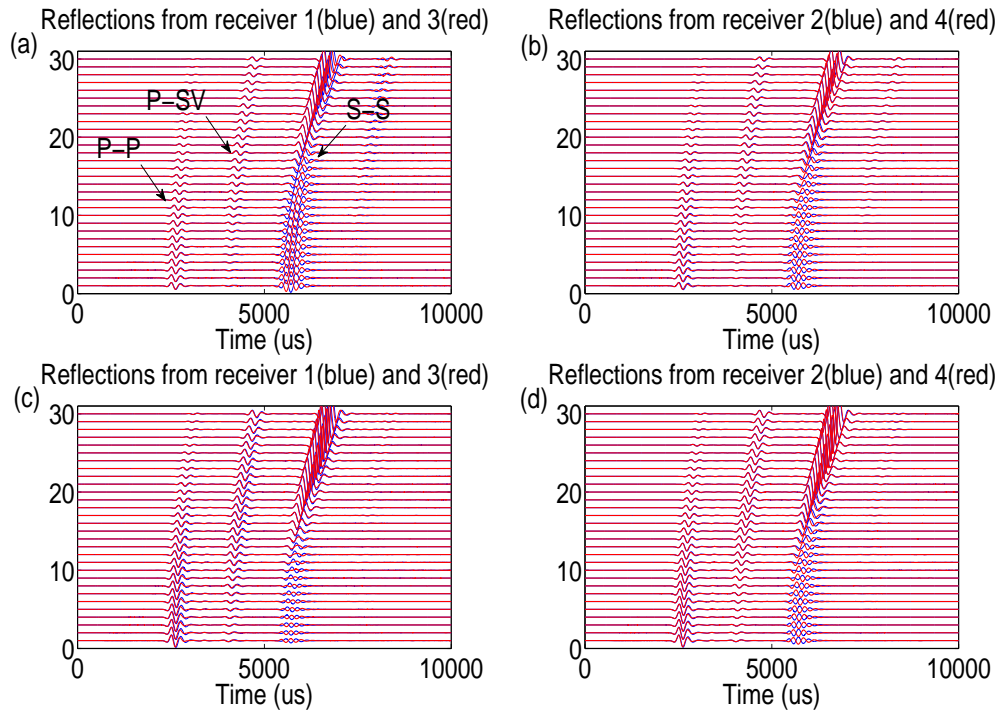 Reflections from receiver 1(blue) and 3(red)
(a)
30
20
10
0
P-P
P-SV
S-S
0 5000 10000
Time (us)
Reflections from receiver 2(blue) and 4(red)
(b)
30
20
10
0
0 5000 10000
Time (us)
Reflections from receiver 1(blue) and 3(red)
(c)
30
20
10
0
0 5000 10000
Time (us)
Reflections from receiver 2(blue) and 4(red)
(d)
30
20
10
0
0 5000 10000
Time (us)